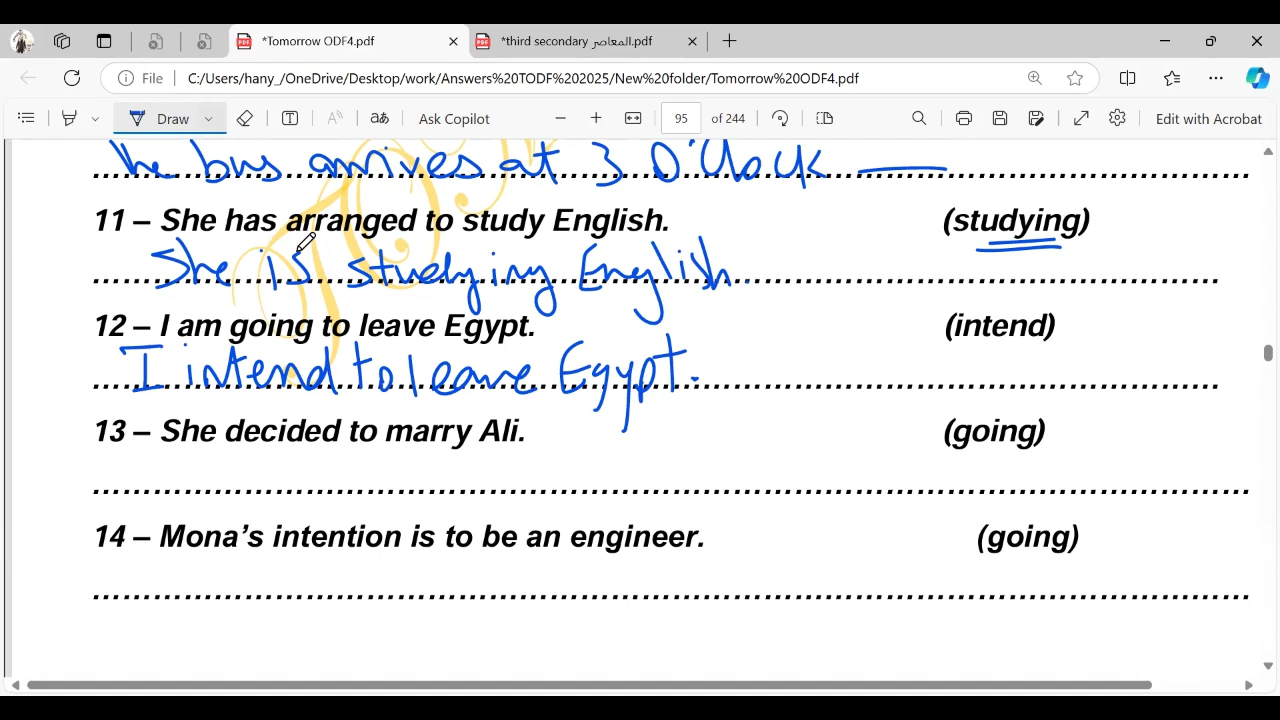 *Tomorrow ODF4.pdf
*third secondary المعاصر.pdf
File C:/Users/hany_/OneDrive/Desktop/work/Answers%20TODF%202025/New%20folder/Tomorrow%20ODF4.pdf
Draw Ask Copilot 95 of 244 Edit with Acrobat
the bus arrives at 3 O'Clock
11 – She has arranged to study English. (studying)
She is studying English.
12 – I am going to leave Egypt. (intend)
I intend to leave Egypt.
13 – She decided to marry Ali. (going)
14 – Mona's intention is to be an engineer. (going)